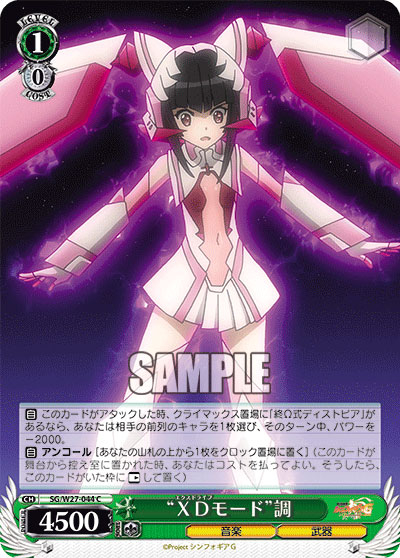 LEVEL
1
0
COST
SAMPLE
このカードがアタックした時、クライマックス置場に「終Ω式ディストピア」が
あるなら、あなたは相手の前列のキャラを1枚選び、そのターン中、パワーを
－2000。
アンコール [あなたの山札の上から1枚をクロック置場に置く] （このカードが
舞台から控え室に置かれた時、あなたはコストを払ってよい。そうしたら、
このカードがいた枠に置く）
CH SG/W27-044 C
エクスドライブ
“XDモード”調
POWER
4500
音楽 武器
©Project シンフォギアG